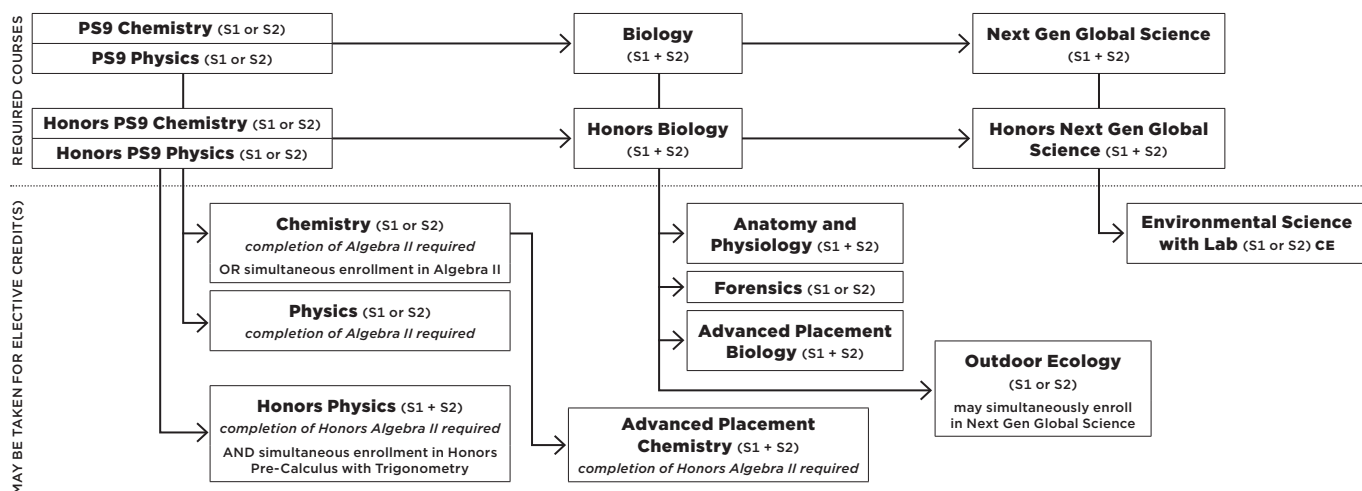 REQUIRED COURSES
PS9 Chemistry (S1 or S2)
PS9 Physics (S1 or S2)
Biology
(S1 + S2)
Next Gen Global Science
(S1 + S2)
Honors PS9 Chemistry (S1 or S2)
Honors PS9 Physics (S1 or S2)
Honors Biology
(S1 + S2)
Honors Next Gen Global
Science (S1 + S2)
MAY BE TAKEN FOR ELECTIVE CREDIT(S)
Chemistry (S1 or S2)
completion of Algebra II required
OR simultaneous enrollment in Algebra II
Physics (S1 or S2)
completion of Algebra II required
Honors Physics (S1 + S2)
completion of Honors Algebra II required
AND simultaneous enrollment in Honors
Pre-Calculus with Trigonometry
Anatomy and
Physiology (S1 + S2)
Forensics (S1 or S2)
Advanced Placement
Biology (S1 + S2)
Advanced Placement
Chemistry (S1 + S2)
completion of Honors Algebra II required
Outdoor Ecology
(S1 or S2)
may simultaneously enroll
in Next Gen Global Science
Environmental Science
with Lab (S1 or S2) CE